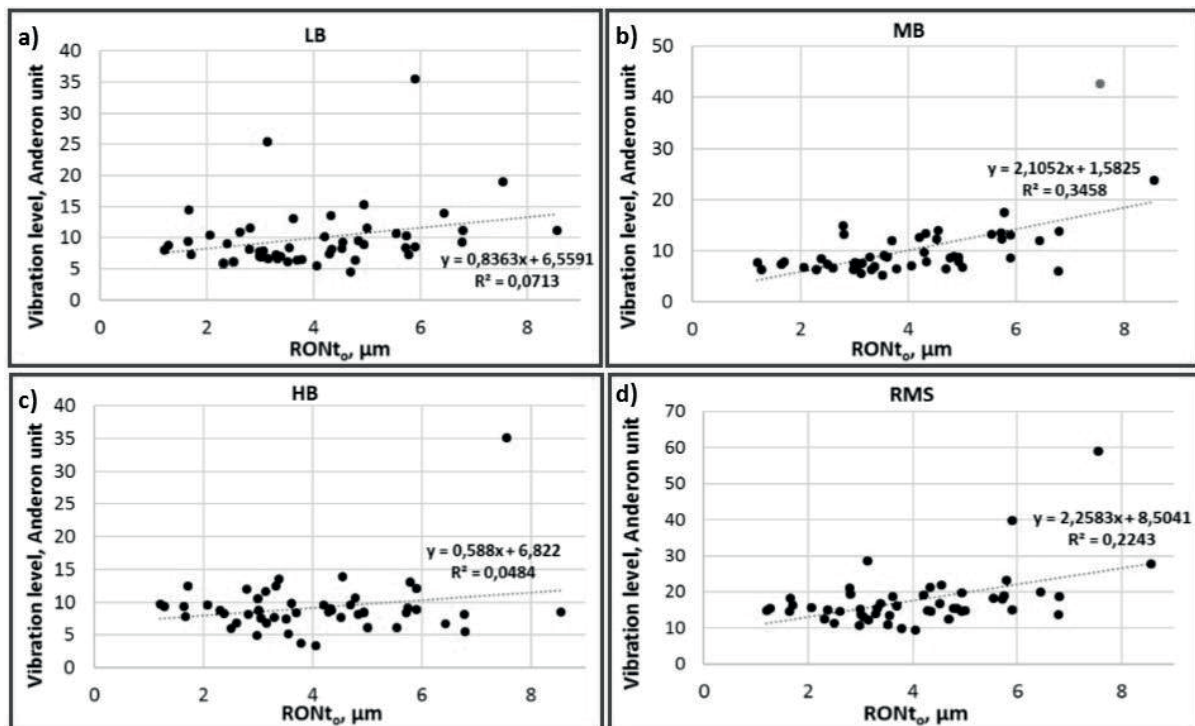 a)
LB
Vibration level, Anderon unit
40
35
30
25
20
15
10
5
0
y = 0,8363x + 6,5591
R² = 0,0713
0 2 4 6 8
RONtₒ, µm
b)
MB
Vibration level, Anderon unit
50
40
30
20
10
0
y = 2,1052x + 1,5825
R² = 0,3458
0 2 4 6 8
RONtₒ, µm
c)
HB
Vibration level, Anderon unit
40
35
30
25
20
15
10
5
0
y = 0,588x + 6,822
R² = 0,0484
0 2 4 6 8
RONtₒ, µm
d)
RMS
Vibration level, Anderon unit
70
60
50
40
30
20
10
0
y = 2,2583x + 8,5041
R² = 0,2243
0 2 4 6 8
RONtₒ, µm